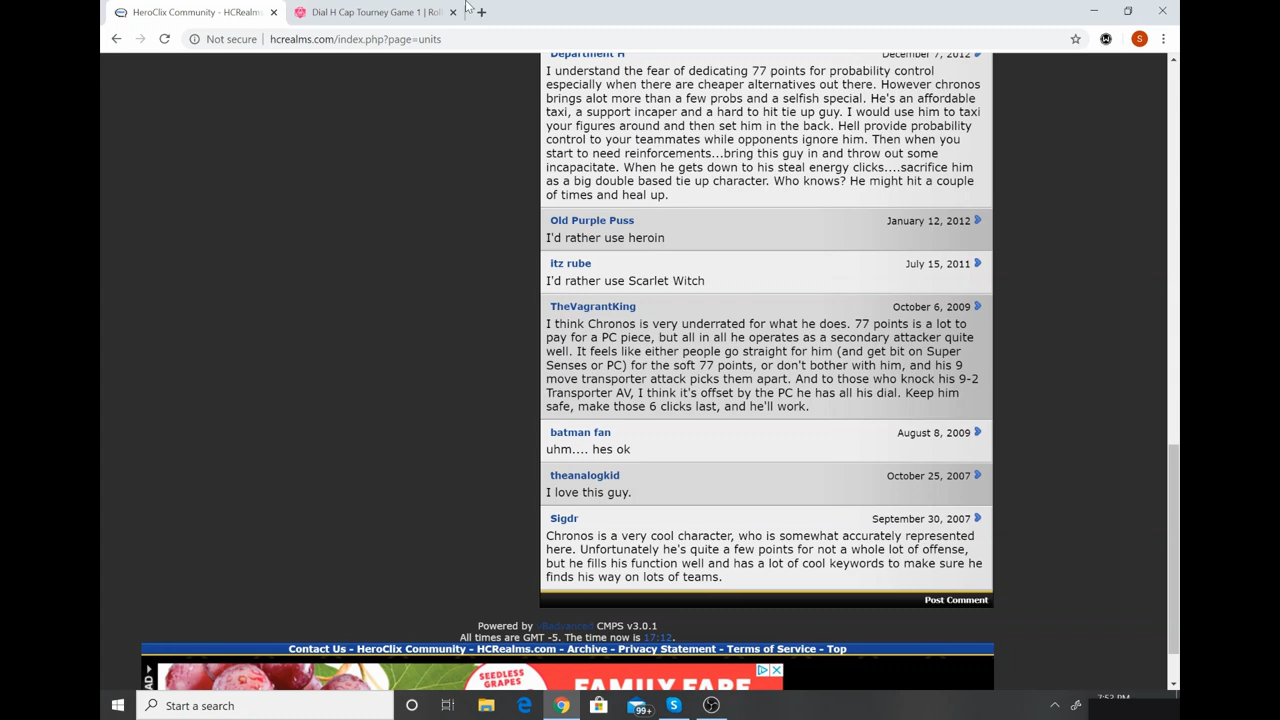 HeroClix Community - HCRealms
Dial H Cap Tourney Game 1 | Roll
Not secure hcrealms.com/index.php?page=units
S
Department H December 7, 2012
I understand the fear of dedicating 77 points for probability control
especially when there are cheaper alternatives out there. However chronos
brings alot more than a few probs and a selfish special. He's an affordable
taxi, a support incaper and a hard to hit tie up guy. I would use him to taxi
your figures around and then set him in the back. Hell provide probability
control to your teammates while opponents ignore him. Then when you
start to need reinforcements...bring this guy in and throw out some
incapacitate. When he gets down to his steal energy clicks....sacrifice him
as a big double based tie up character. Who knows? He might hit a couple
of times and heal up.
Old Purple Puss January 12, 2012
I'd rather use heroin
itz rube July 15, 2011
I'd rather use Scarlet Witch
TheVagrantKing October 6, 2009
I think Chronos is very underrated for what he does. 77 points is a lot to
pay for a PC piece, but all in all he operates as a secondary attacker quite
well. It feels like either people go straight for him (and get bit on Super
Senses or PC) for the soft 77 points, or don't bother with him, and his 9
move transporter attack picks them apart. And to those who knock his 9-2
Transporter AV, I think it's offset by the PC he has all his dial. Keep him
safe, make those 6 clicks last, and he'll work.
batman fan August 8, 2009
uhm.... hes ok
theanalogkid October 25, 2007
I love this guy.
Sigdr September 30, 2007
Chronos is a very cool character, who is somewhat accurately represented
here. Unfortunately he's quite a few points for not a whole lot of offense,
but he fills his function well and has a lot of cool keywords to make sure he
finds his way on lots of teams.
Post Comment
Powered by vBadvanced CMPS v3.0.1
All times are GMT -5. The time now is 17:12.
Contact Us - HeroClix Community - HCRealms.com - Archive - Privacy Statement - Terms of Service - Top
AD
SEEDLESS
GRAPES
FAMILY FARE
Start a search
99+
7:52 PM